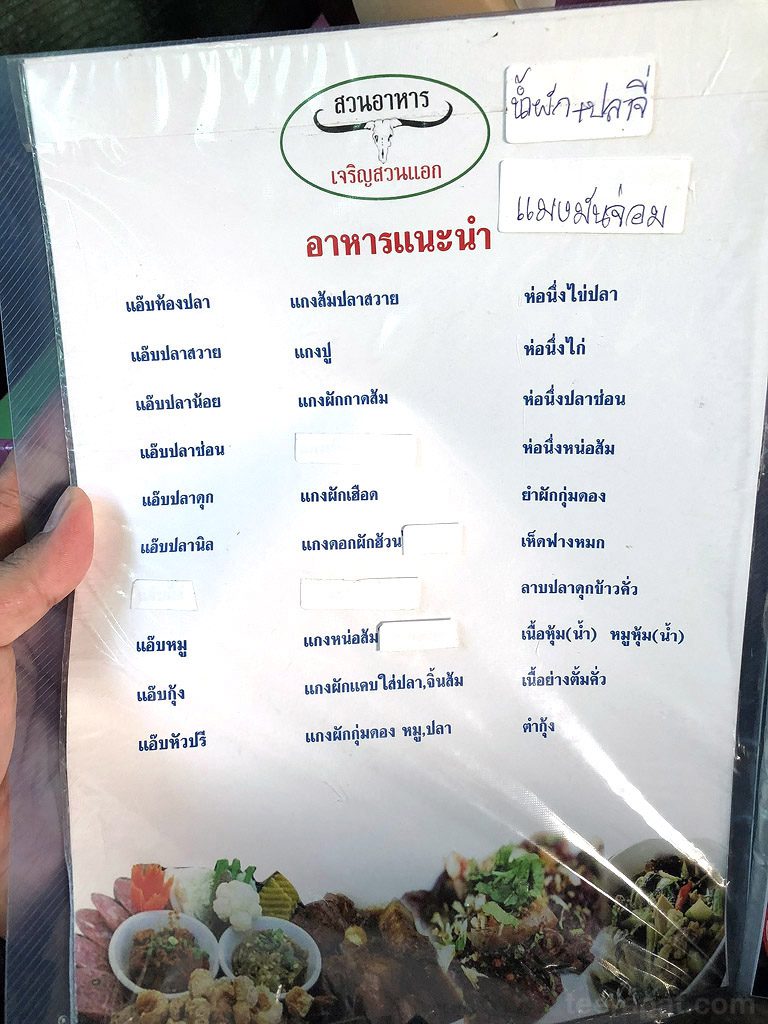 สวนอาหาร
เจริญสวนแอก
น้ำผัก+ปลาจี่
แมงมันจ่อม
อาหารแนะนำ
แอ๊บท้องปลา
แอ๊บปลาสวาย
แอ๊บปลาน้อย
แอ๊บปลาช่อน
แอ๊บปลาดุก
แอ๊บปลานิล
แอ๊บหมู
แอ๊บกุ้ง
แอ๊บหัวปรี
แกงส้มปลาสวาย
แกงปู
แกงผักกาดส้ม
แกงผักเฮือด
แกงดอกผักฮ้วน
แกงหน่อส้ม
แกงผักแคบใส่ปลา,จิ้นส้ม
แกงผักกุ่มดอง หมู,ปลา
ห่อนึ่งไข่ปลา
ห่อนึ่งไก่
ห่อนึ่งปลาช่อน
ห่อนึ่งหน่อส้ม
ยำผักกุ่มดอง
เห็ดฟางหมก
ลาบปลาดุกข้าวคั่ว
เนื้อหุ้ม(น้ำ) หมูหุ้ม(น้ำ)
เนื้อย่างตั้มคั่ว
ตำกุ้ง